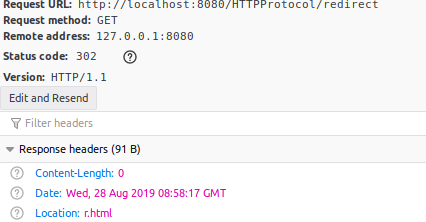 Request URL: http://localhost:8080/HTTPProtocol/redirect
Request method: GET
Remote address: 127.0.0.1:8080
Status code: 302 ?
Version: HTTP/1.1
Edit and Resend
Filter headers
Response headers (91 B)
? Content-Length: 0
? Date: Wed, 28 Aug 2019 08:58:17 GMT
? Location: r.html